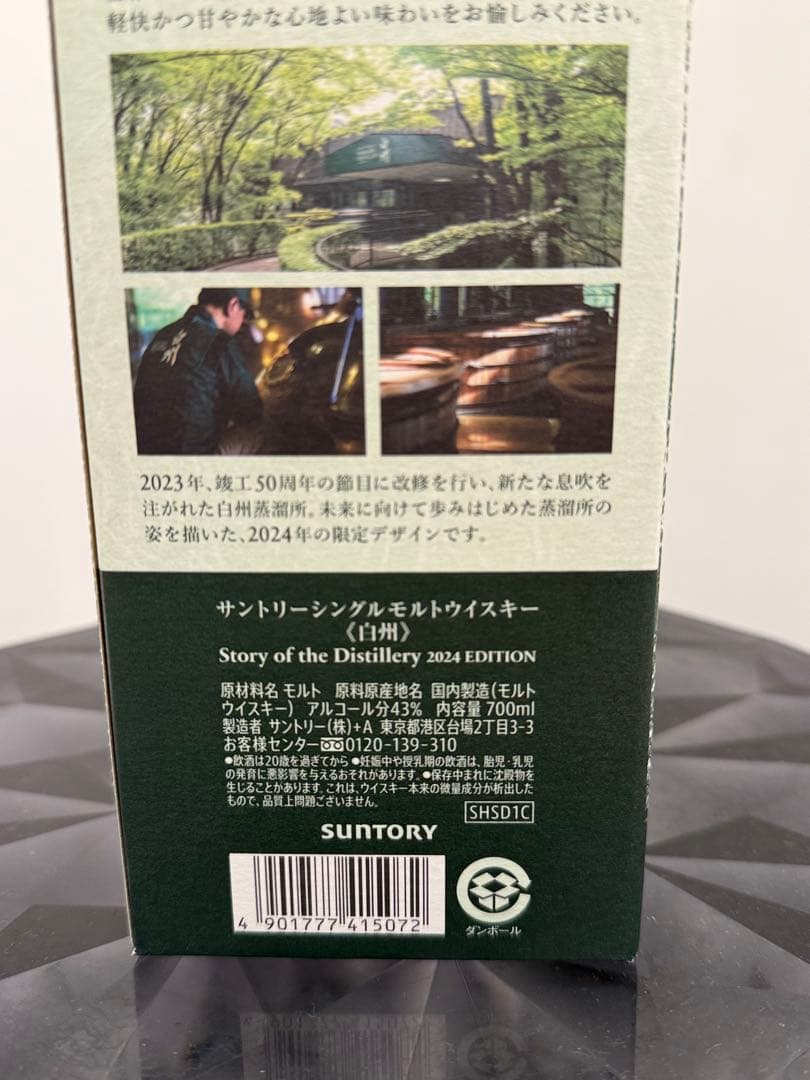 軽快かつ甘やかな心地よい味わいをお愉しみください。
白州
2023年、竣工50周年の節目に改修を行い、新たな息吹を
注がれた白州蒸溜所。未来に向けて歩みはじめた蒸溜所の
姿を描いた、2024年の限定デザインです。
サントリーシングルモルトウイスキー
《白州》
Story of the Distillery 2024 EDITION
原材料名 モルト 原料原産地名 国内製造(モルト
ウイスキー) アルコール分43% 内容量 700ml
製造者 サントリー(株)+A 東京都港区台場2丁目3-3
お客様センター 0120-139-310
●飲酒は20歳を過ぎてから ●妊娠中や授乳期の飲酒は、胎児・乳児
の発育に悪影響を与えるおそれがあります。●保存中まれに沈殿物を
生じることがあります。これは、ウイスキー本来の微量成分が析出した
もので、品質上問題ございません。
SHSD1C
SUNTORY
4 901777 415072
ダンボール